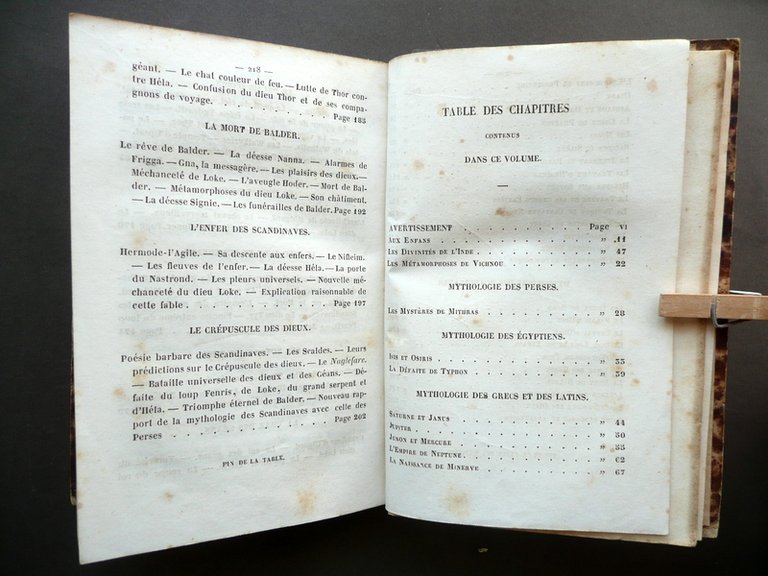 — 218 —
géant. — Le chat couleur de feu. — Lutte de Thor con-
tre Héla. — Confusion du dieu Thor et de ses compa-
gnons de voyage. . . . . . . . . . . Page 185
LA MORT DE BALDER.
Le rêve de Balder. — La déesse Nanna. — Alarmes de
Frigga. — Gna, la messagère. — Les plaisirs des dieux. —
Méchanceté de Loke. — L'aveugle Hoder. — Mort de Bal-
der. — Métamorphoses du dieu Loke. — Son châtiment.
— La déesse Signie. — Les funérailles de Balder. Page 192
L'ENFER DES SCANDINAVES.
Hermode-l'Agile. — Sa descente aux enfers. — Le Nifleim.
— Les fleuves de l'enfer. — La déesse Héla. — La porte
du Nastrond. — Les pleurs universels. — Nouvelle mé-
chanceté du dieu Loke. — Explication raisonnable de
cette fable. . . . . . . . . . . Page 197
LE CRÉPUSCULE DES DIEUX.
Poésie barbare des Scandinaves. — Les Scaldes. — Leurs
prédictions sur le Crépuscule des dieux. — Le Naglefare.
— Bataille universelle des dieux et des Géans. — Dé-
faite du loup Fenris, de Loke, du grand serpent et
d'Héla. — Triomphe éternel de Balder. — Nouveau rap-
port de la mythologie des Scandinaves avec celle des
Perses . . . . . . . . . . . Page 202
FIN DE LA TABLE.
TABLE DES CHAPITRES
CONTENUS
DANS CE VOLUME.
—
AVERTISSEMENT . . . . . . . . . . . Page VI
AUX ENFANS . . . . . . . . . . . » 11
LES DIVINITÉS DE L'INDE . . . . . . . . . . . » 17
LES MÉTAMORPHOSES DE VICHNOU . . . . . . . . . . . » 22
MYTHOLOGIE DES PERSES.
LES MYSTÈRES DE MITHRAS . . . . . . . . . . . » 28
MYTHOLOGIE DES ÉGYPTIENS.
ISIS ET OSIRIS . . . . . . . . . . . » 33
LA DÉFAITE DE TYPHON . . . . . . . . . . . » 39
MYTHOLOGIE DES GRECS ET DES LATINS.
SATURNE ET JANUS . . . . . . . . . . . » 44
JUPITER . . . . . . . . . . . » 50
JUNON ET MERCURE . . . . . . . . . . . » 55
L'EMPIRE DE NEPTUNE . . . . . . . . . . . » 62
LA NAISSANCE DE MINERVE . . . . . . . . . . . » 67